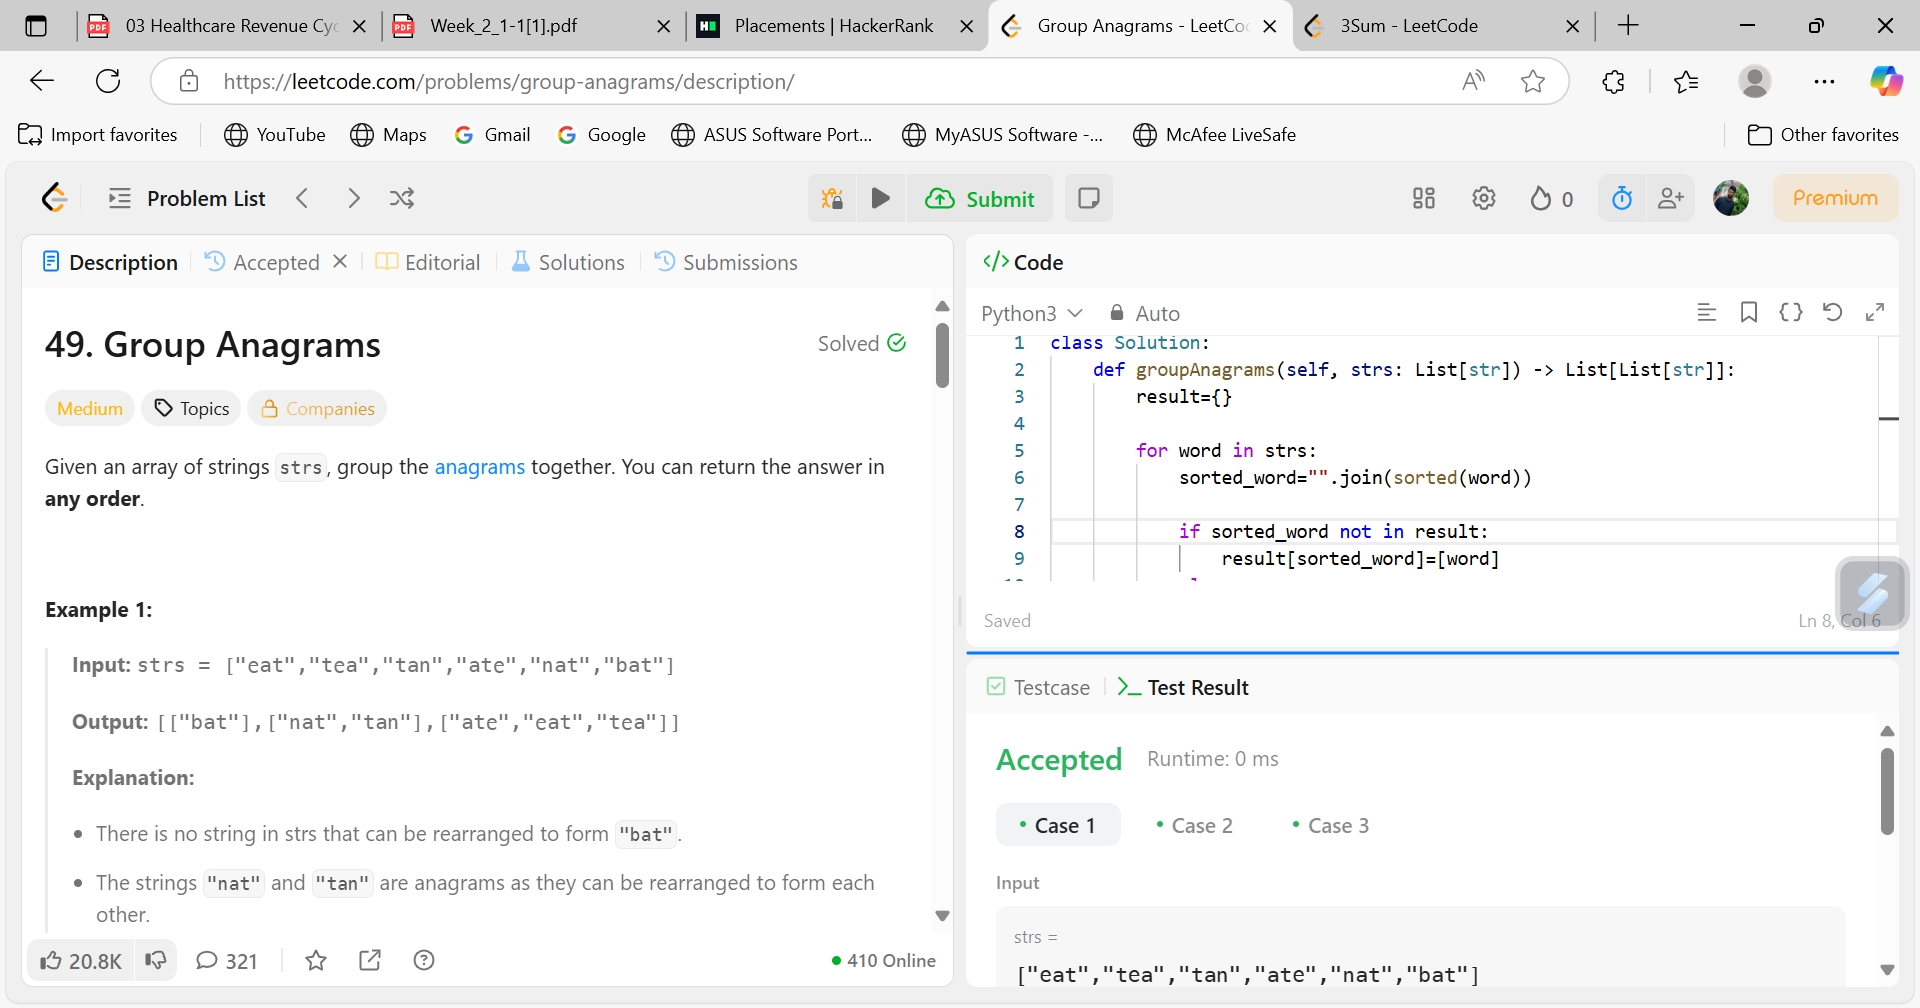 03 Healthcare Revenue Cyc
Week_2_1-1[1].pdf
Placements | HackerRank
Group Anagrams - LeetCo
3Sum - LeetCode
https://leetcode.com/problems/group-anagrams/description/
Import favorites
YouTube
Maps
Gmail
Google
ASUS Software Port...
MyASUS Software -...
McAfee LiveSafe
Other favorites
Problem List
Submit
0
Premium
Description
Accepted
Editorial
Solutions
Submissions
49. Group Anagrams
Solved
Medium
Topics
Companies
Given an array of strings strs, group the anagrams together. You can return the answer in
any order.
Example 1:
Input: strs = ["eat","tea","tan","ate","nat","bat"]
Output: [["bat"],["nat","tan"],["ate","eat","tea"]]
Explanation:
• There is no string in strs that can be rearranged to form "bat".
• The strings "nat" and "tan" are anagrams as they can be rearranged to form each
other.
20.8K
321
410 Online
</> Code
Python3
Auto
1 class Solution:
2 def groupAnagrams(self, strs: List[str]) -> List[List[str]]:
3 result={}
4
5 for word in strs:
6 sorted_word="".join(sorted(word))
7
8 if sorted_word not in result:
9 result[sorted_word]=[word]
Saved
Ln 8, Col 6
Testcase
Test Result
Accepted
Runtime: 0 ms
• Case 1
• Case 2
• Case 3
Input
strs =
["eat","tea","tan","ate","nat","bat"]